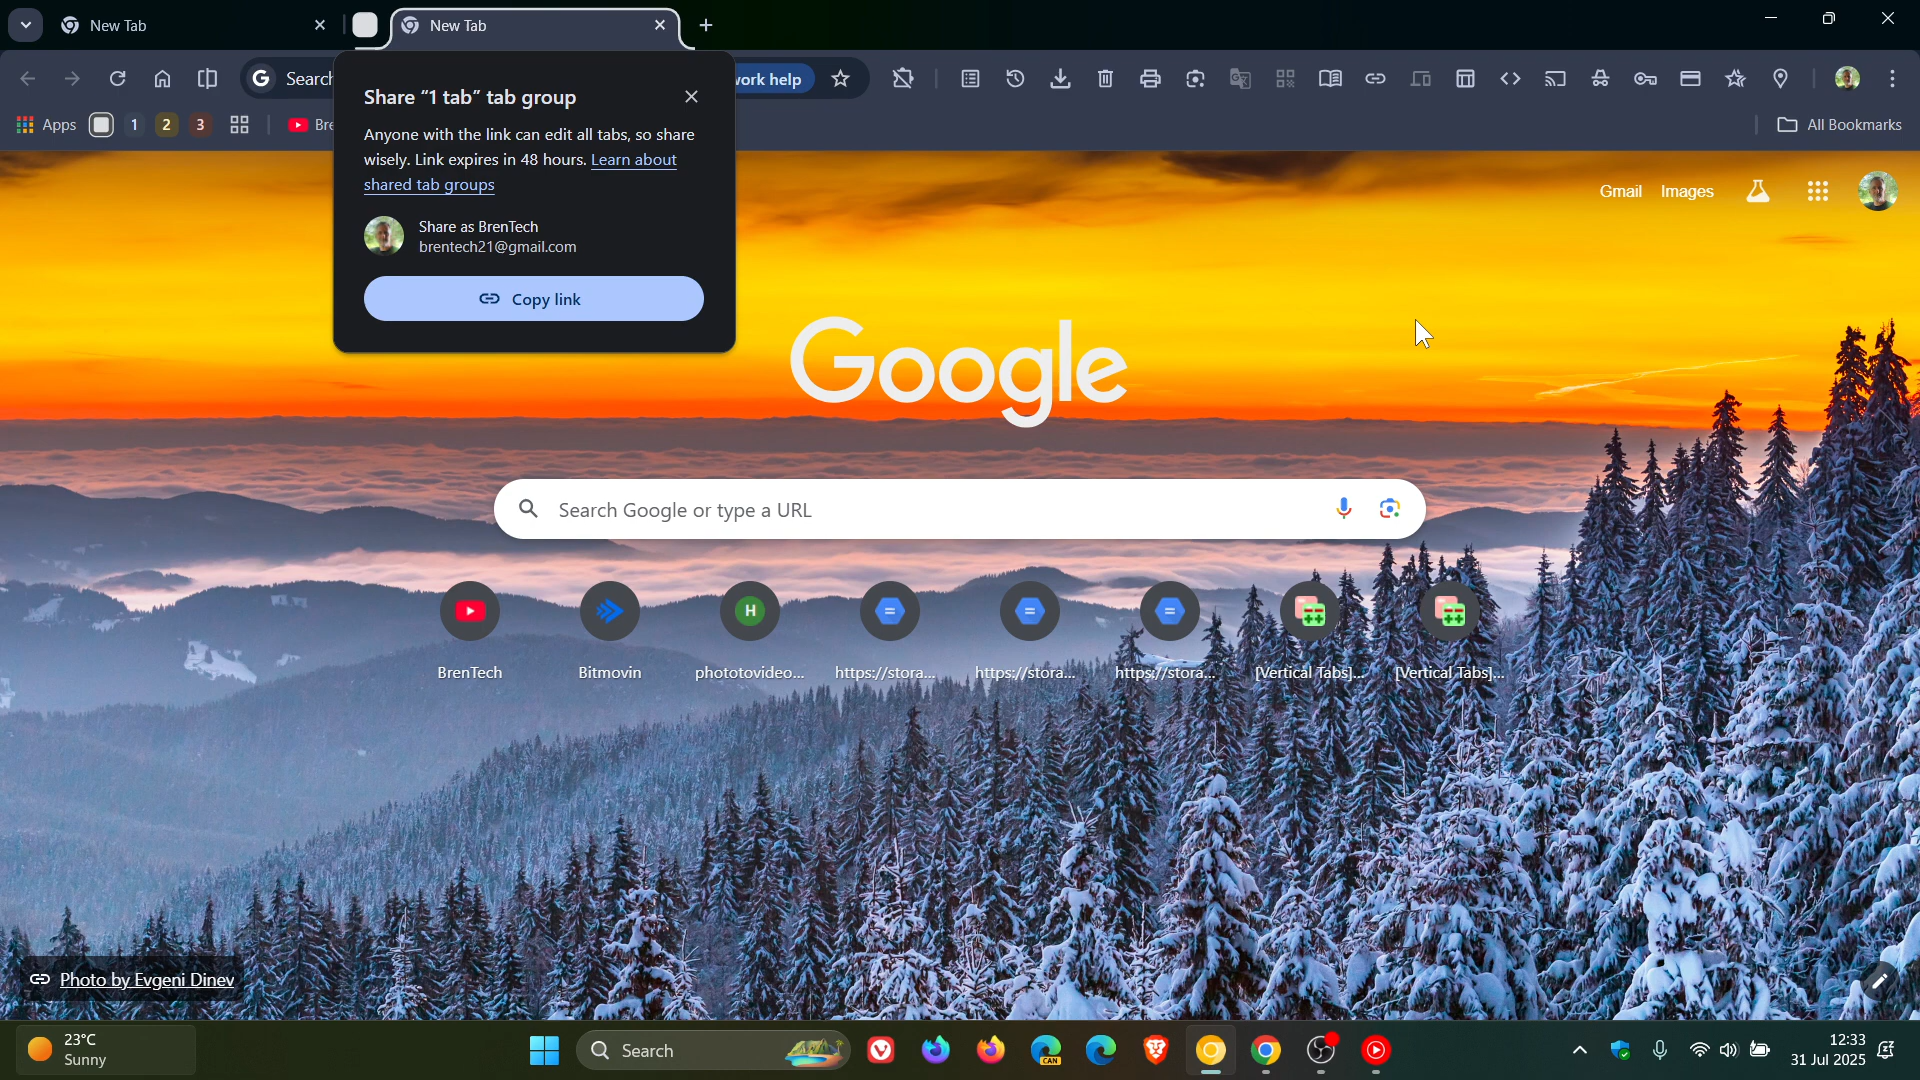 New Tab
New Tab
Search
work help
Share “1 tab” tab group
Anyone with the link can edit all tabs, so share
wisely. Link expires in 48 hours. Learn about
shared tab groups
Share as BrenTech
brentech21@gmail.com
Copy link
Apps
1
2
3
Bre
All Bookmarks
Gmail
Images
Google
Search Google or type a URL
H
BrenTech
Bitmovin
phototovideo...
https://stora...
https://stora...
https://stora...
[Vertical Tabs]...
[Vertical Tabs]...
Photo by Evgeni Dinev
23°C
Sunny
Search
CAN
12:33
31 Jul 2025